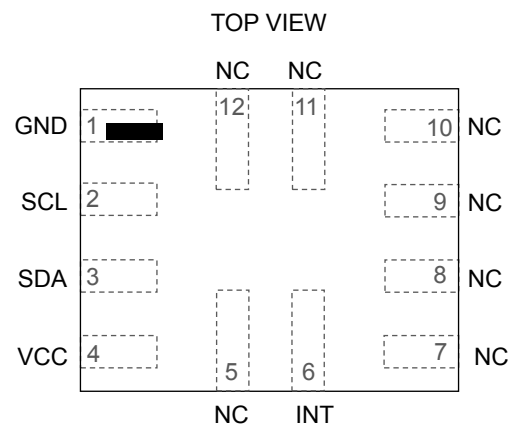 TOP VIEW
NC NC
12 11
GND 1 10 NC
SCL 2 9 NC
SDA 3 8 NC
VCC 4 7 NC
5 6
NC INT